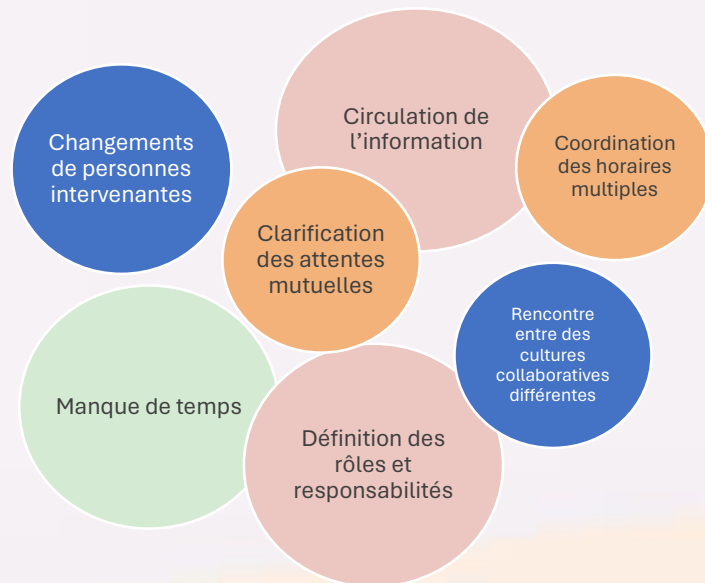 Changements
de personnes
intervenantes
Circulation de
l’information
Coordination
des horaires
multiples
Clarification
des attentes
mutuelles
Rencontre
entre des
cultures
collaboratives
différentes
Manque de temps
Définition des
rôles et
responsabilités